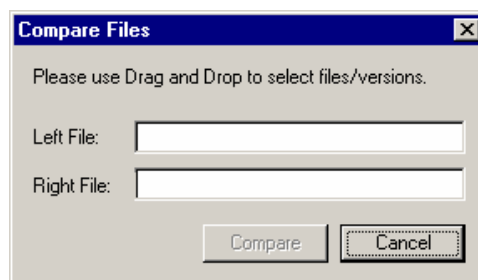 Compare Files
Please use Drag and Drop to select files/versions.
Left File:
Right File:
Compare Cancel